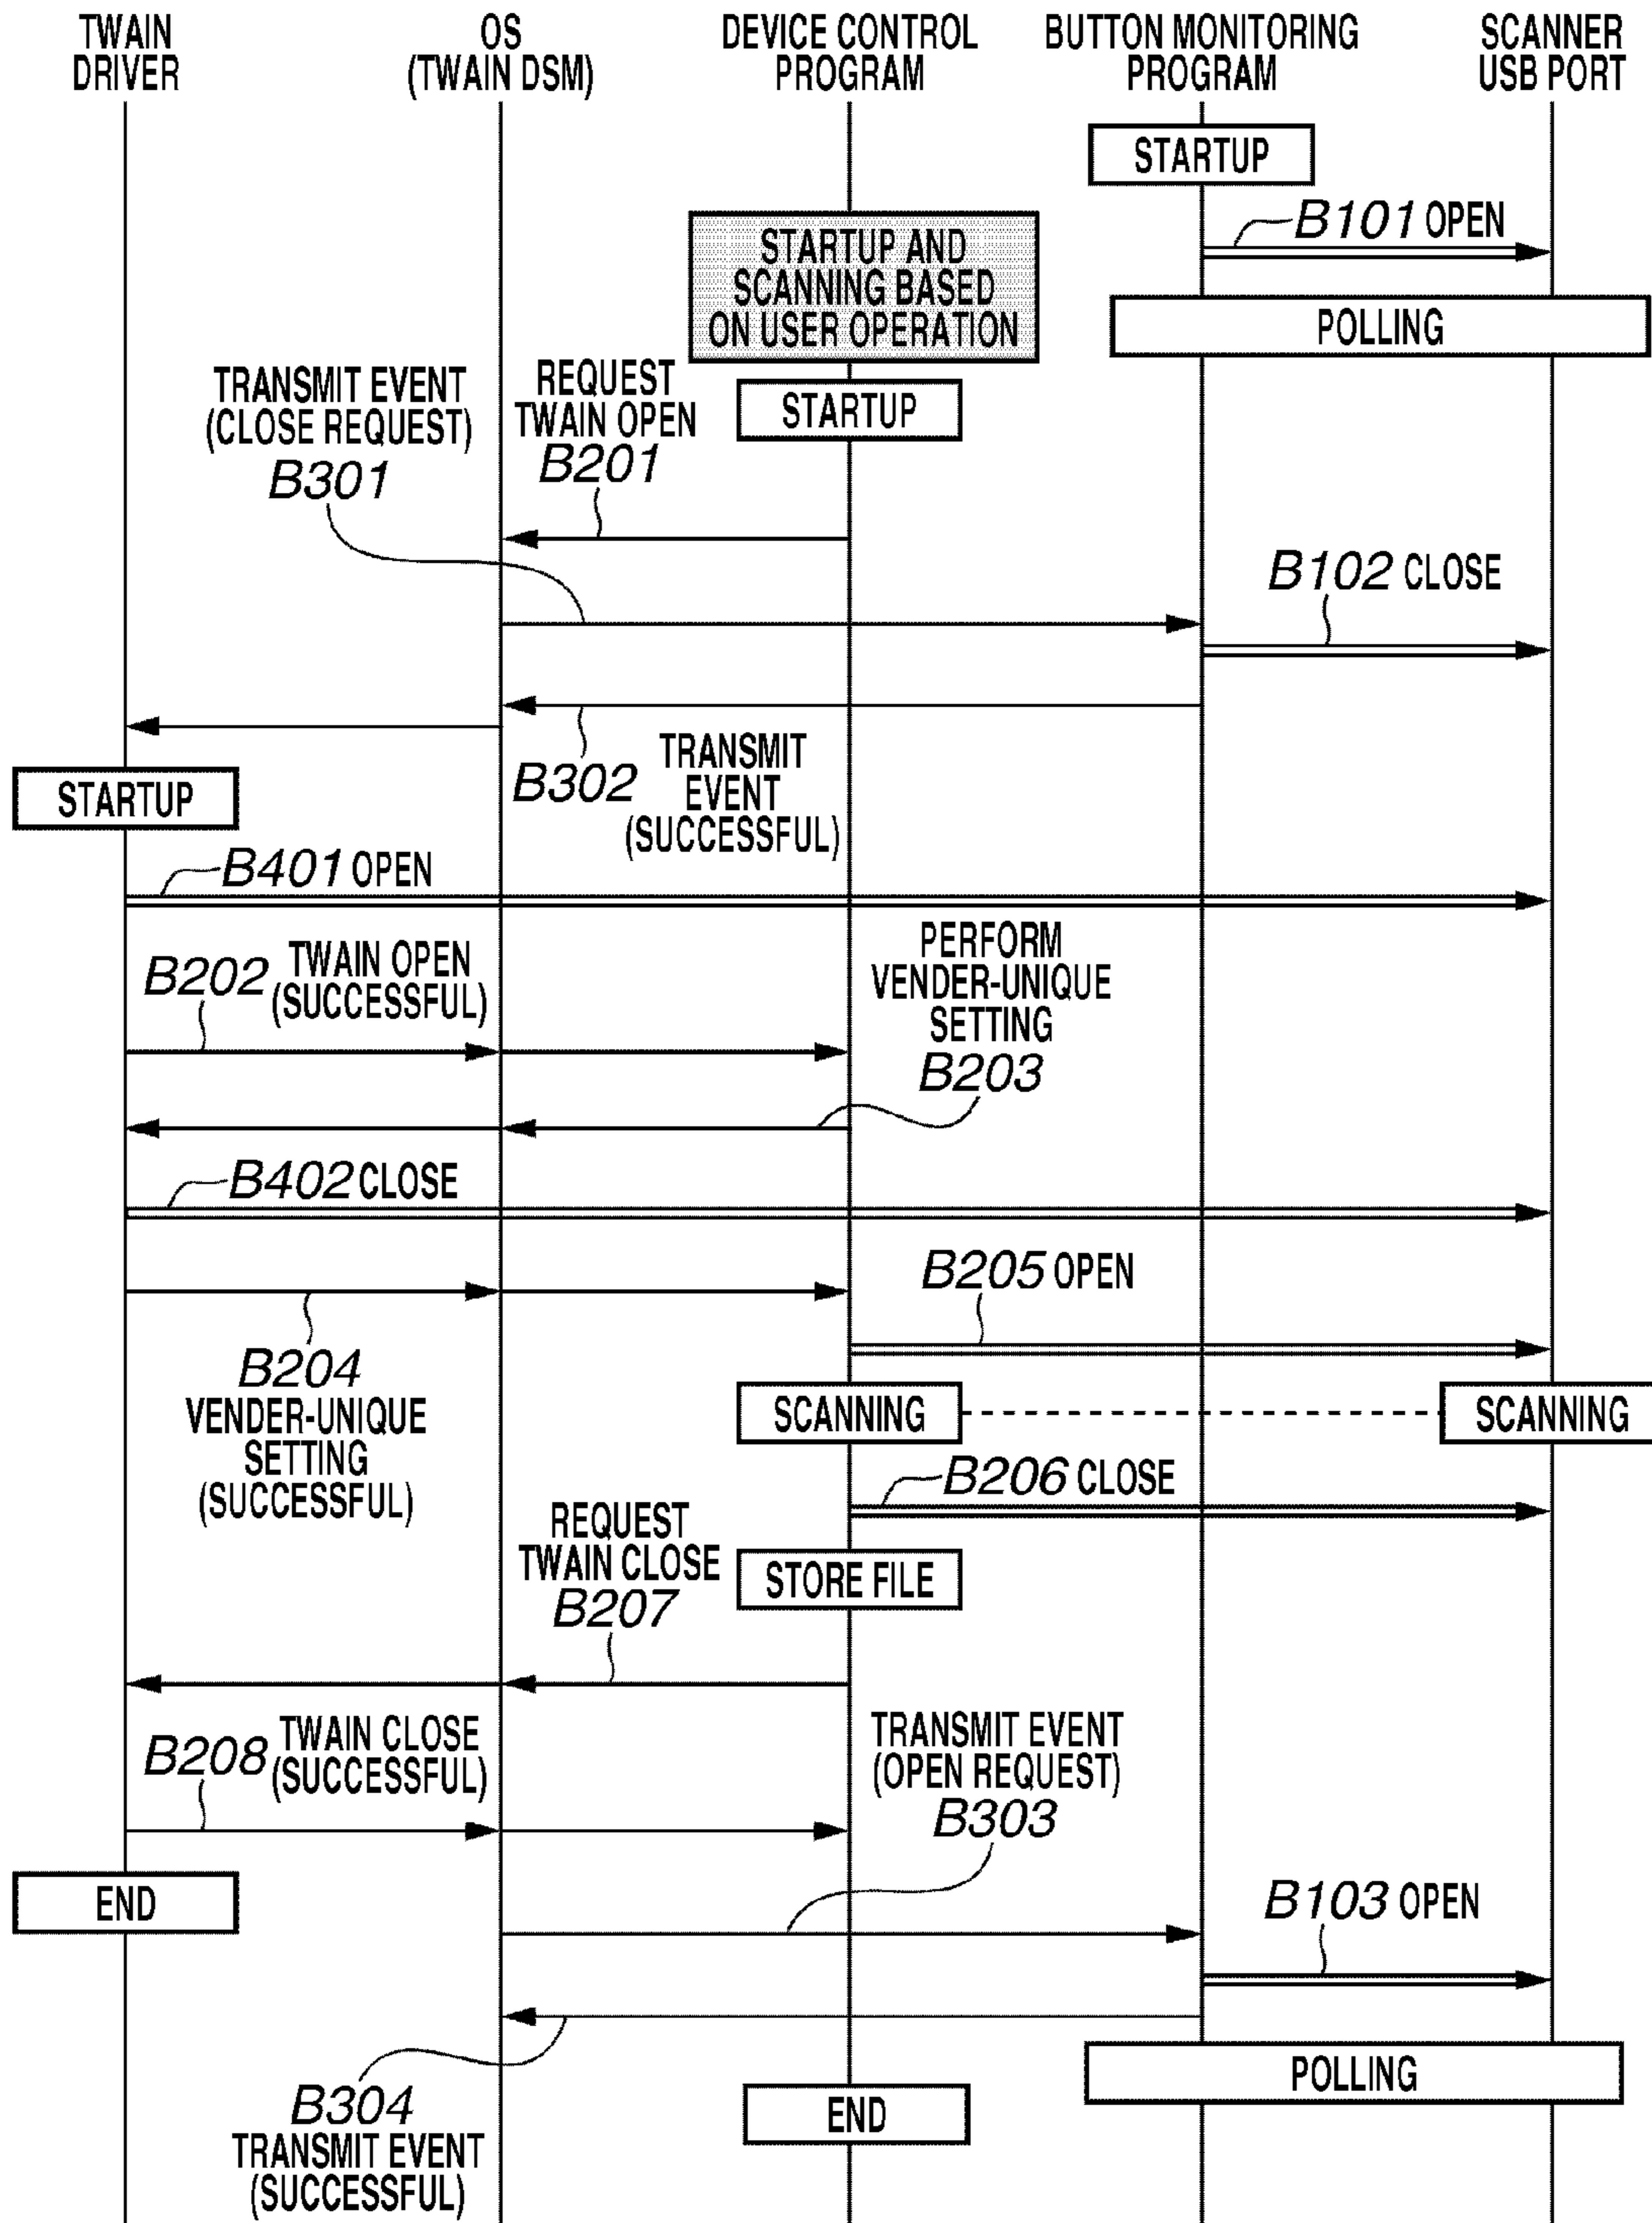 TWAIN
DRIVER
OS
(TWAIN DSM)
DEVICE CONTROL
PROGRAM
BUTTON MONITORING
PROGRAM
SCANNER
USB PORT
STARTUP
B101 OPEN
STARTUP AND
SCANNING BASED
ON USER OPERATION
POLLING
TRANSMIT EVENT
(CLOSE REQUEST)
B301
REQUEST
TWAIN OPEN
B201
STARTUP
B102 CLOSE
B302
TRANSMIT
EVENT
(SUCCESSFUL)
STARTUP
B401 OPEN
B202
TWAIN OPEN
(SUCCESSFUL)
PERFORM
VENDER-UNIQUE
SETTING
B203
B402 CLOSE
B205 OPEN
B204
VENDER-UNIQUE
SETTING
(SUCCESSFUL)
SCANNING
SCANNING
B206 CLOSE
REQUEST
TWAIN CLOSE
B207
STORE FILE
B208
TWAIN CLOSE
(SUCCESSFUL)
TRANSMIT EVENT
(OPEN REQUEST)
B303
END
B103 OPEN
B304
TRANSMIT EVENT
(SUCCESSFUL)
POLLING
END